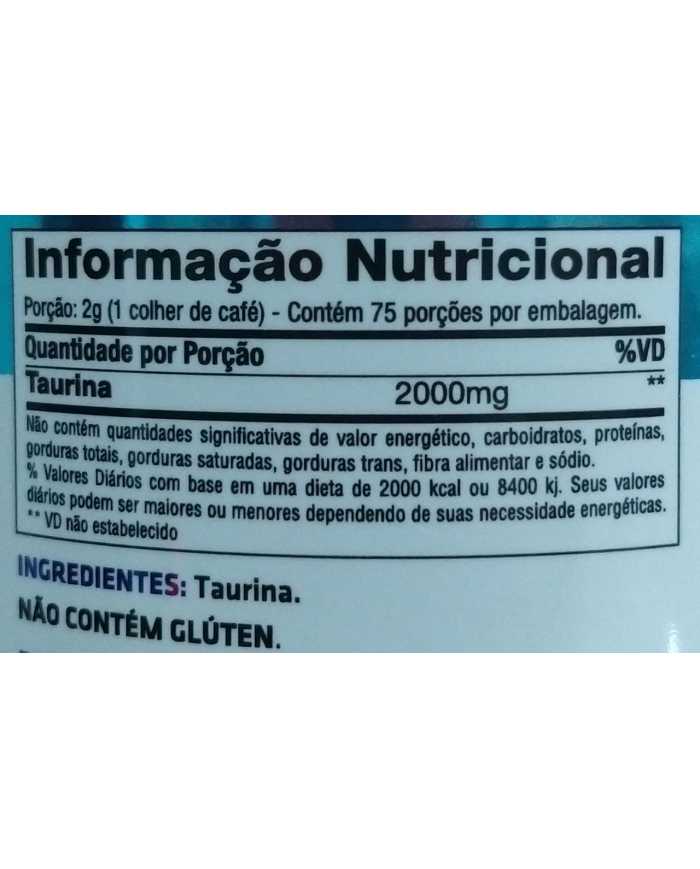 Informação Nutricional
Porção: 2g (1 colher de café) - Contém 75 porções por embalagem.
Quantidade por Porção %VD
Taurina 2000mg **
Não contém quantidades significativas de valor energético, carboidratos, proteínas,
gorduras totais, gorduras saturadas, gorduras trans, fibra alimentar e sódio.
% Valores Diários com base em uma dieta de 2000 kcal ou 8400 kj. Seus valores
diários podem ser maiores ou menores dependendo de suas necessidade energéticas.
** VD não estabelecido
INGREDIENTES: Taurina.
NÃO CONTÉM GLÚTEN.